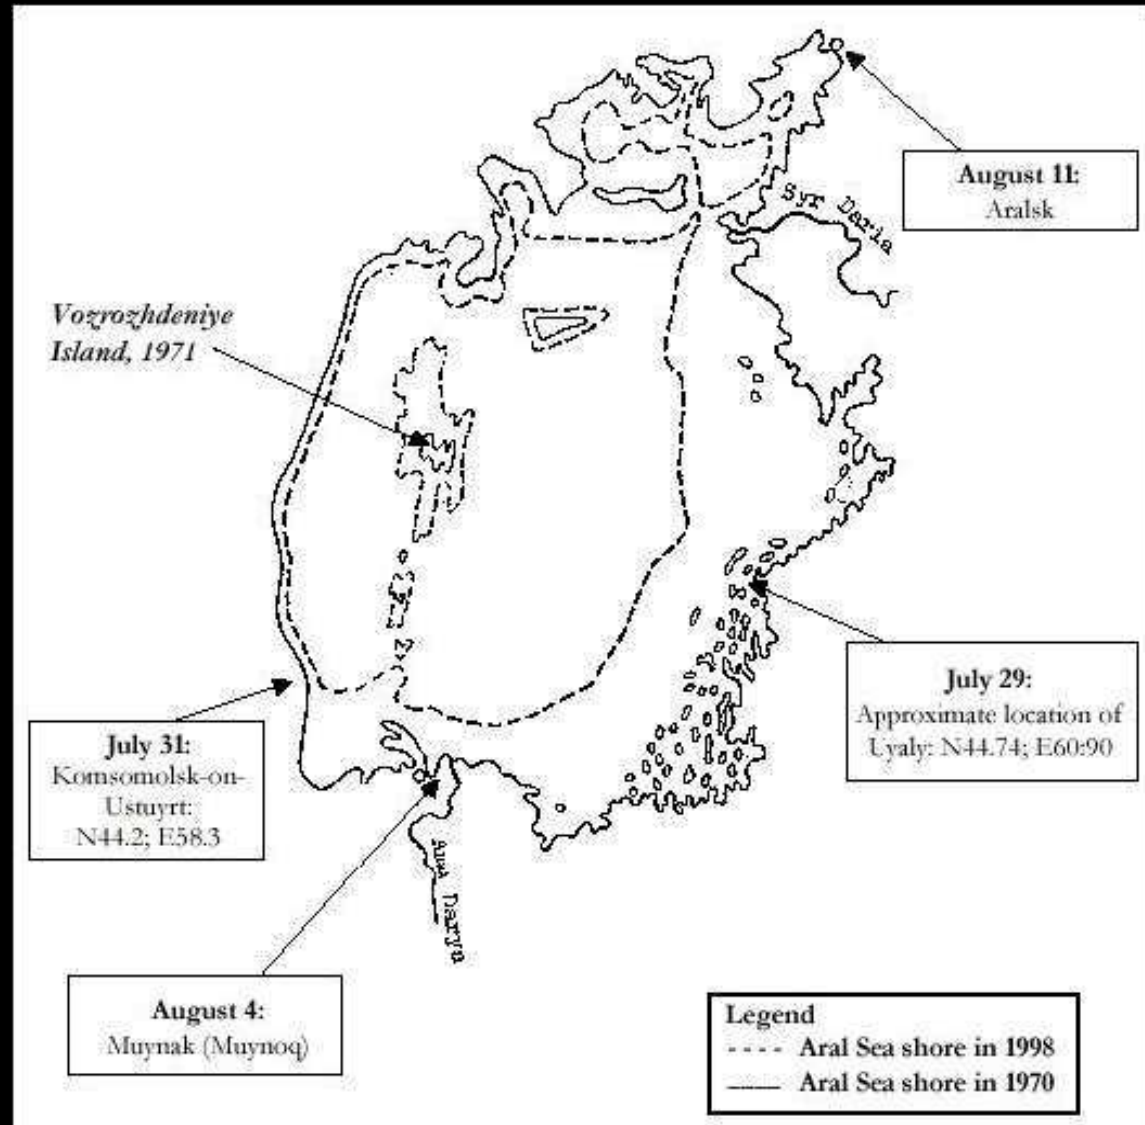 August 11:
Aralsk
Syr Daria
Vozrozhdeniye
Island, 1971
July 29:
Approximate location of
Uyaly: N44.74; E60:90
July 31:
Komsomolsk-on-
Ustuyrt:
N44.2; E58.3
Amu Darya
August 4:
Muynak (Muynoq)
Legend
Aral Sea shore in 1998
Aral Sea shore in 1970